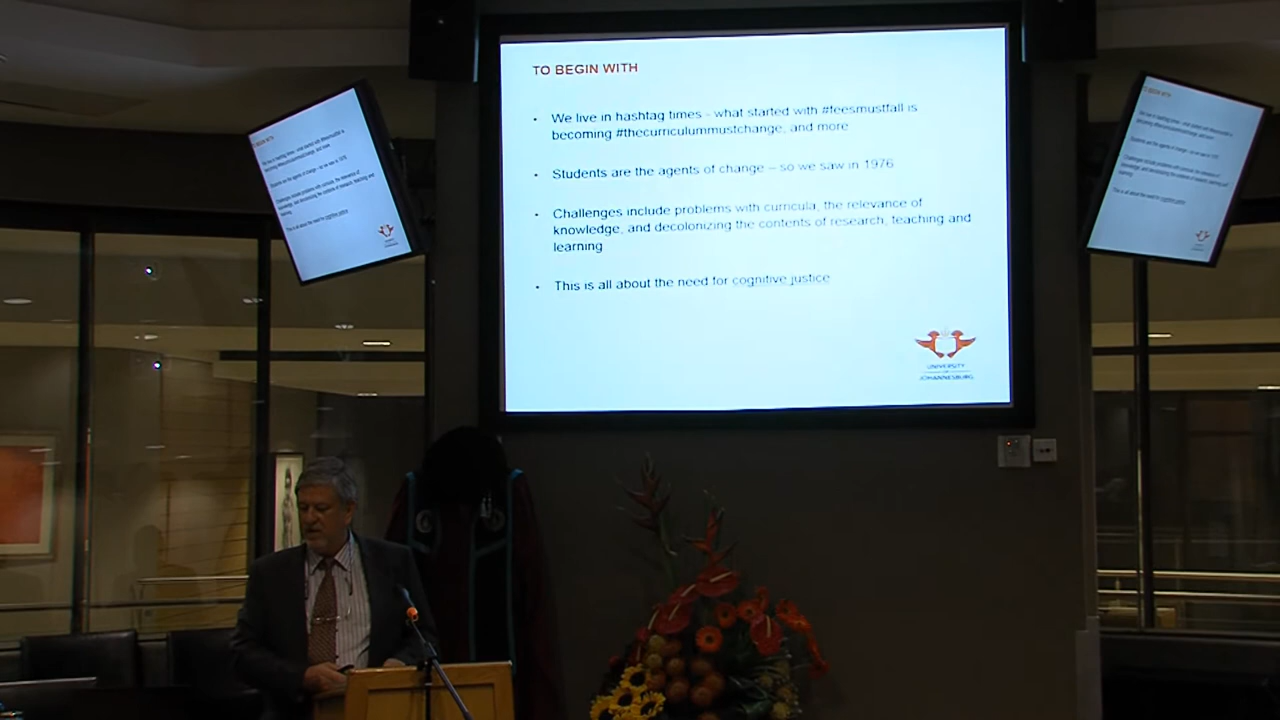 TO BEGIN WITH
• We live in hashtag times - what started with #feesmustfall is
becoming #thecurriculummustchange, and more
• Students are the agents of change – so we saw in 1976
• Challenges include problems with curricula, the relevance of
knowledge, and decolonizing the contents of research, teaching and
learning
• This is all about the need for cognitive justice
UNIVERSITY
OF
JOHANNESBURG